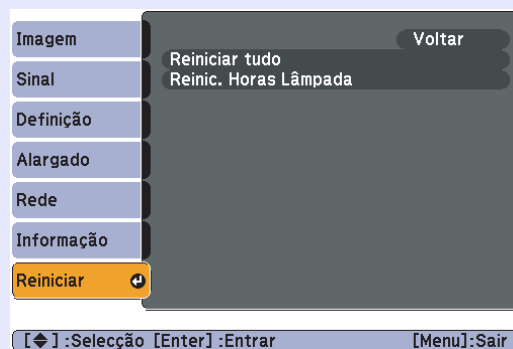 Imagem
Sinal
Definição
Alargado
Rede
Informação
Reiniciar
Voltar
Reiniciar tudo
Reinic. Horas Lâmpada
[◆] :Selecção [Enter] :Entrar [Menu]:Sair